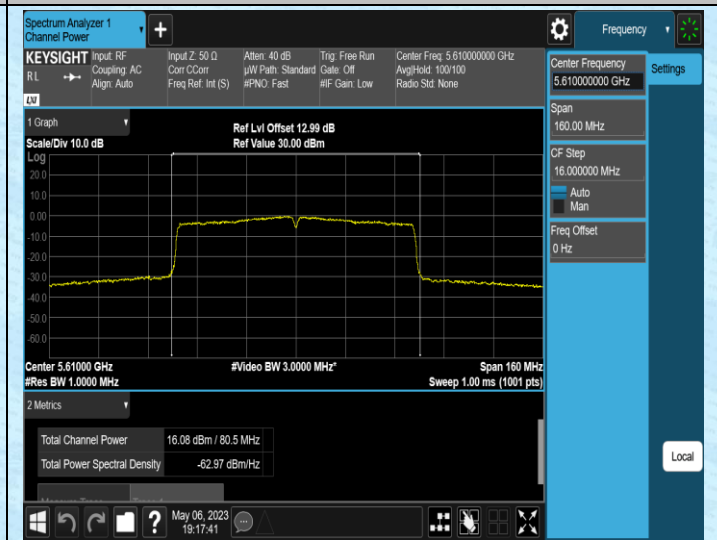 Spectrum Analyzer 1
Channel Power
Frequency
KEYSIGHT
RL
LXI
Input: RF
Coupling: AC
Align: Auto
Input Z: 50 Ω
Corr CCorr
Freq Ref: Int (S)
Atten: 40 dB
µW Path: Standard
#PNO: Fast
Trig: Free Run
Gate: Off
#IF Gain: Low
Center Freq: 5.610000000 GHz
Avg|Hold: 100/100
Radio Std: None
Center Frequency
5.610000000 GHz
Settings
Span
160.00 MHz
CF Step
16.000000 MHz
Auto
Man
Freq Offset
0 Hz
Local
1 Graph
Scale/Div 10.0 dB
Ref Lvl Offset 12.99 dB
Ref Value 30.00 dBm
Log
20.0
10.0
0.00
-10.0
-20.0
-30.0
-40.0
-50.0
-60.0
Center 5.61000 GHz
#Res BW 1.0000 MHz
#Video BW 3.0000 MHz*
Span 160 MHz
Sweep 1.00 ms (1001 pts)
2 Metrics
Total Channel Power 16.08 dBm / 80.5 MHz
Total Power Spectral Density -62.97 dBm/Hz
?
May 06, 2023
19:17:41